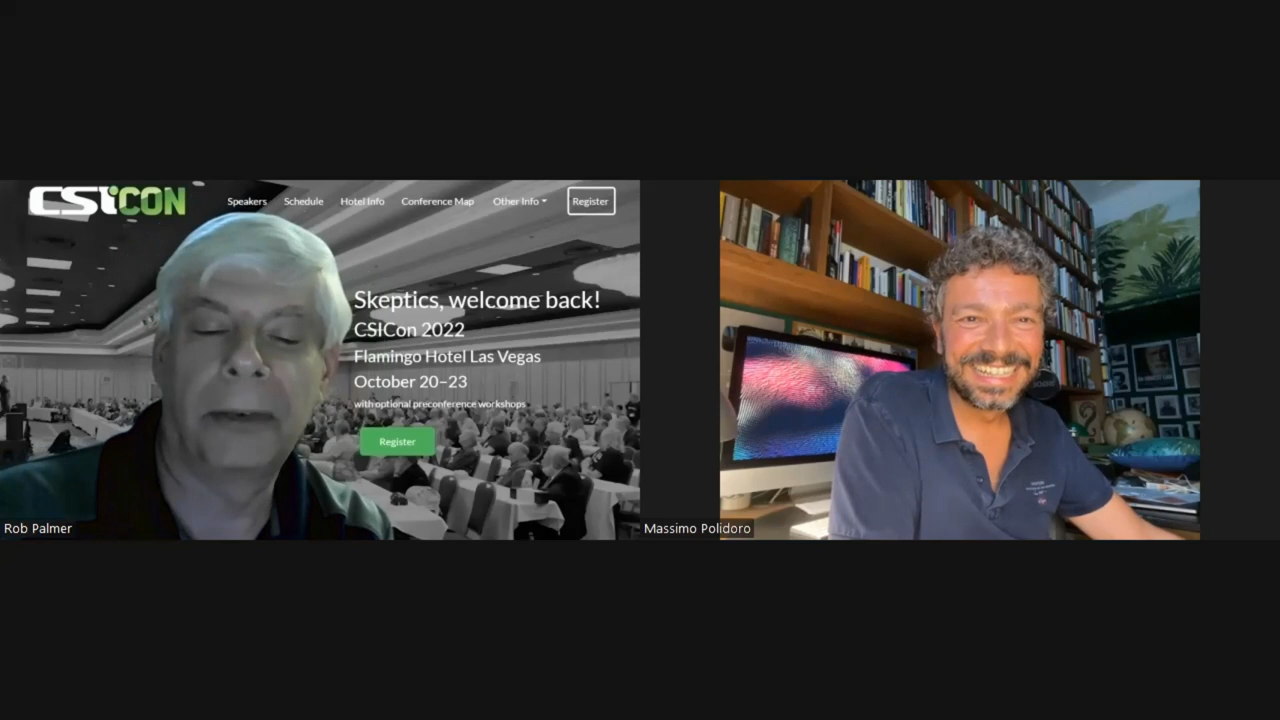 CSICON
Speakers Schedule Hotel Info Conference Map Other Info Register
Skeptics, welcome back!
CSICon 2022
Flamingo Hotel Las Vegas
October 20–23
with optional preconference workshops
Register
Rob Palmer
Massimo Polidoro